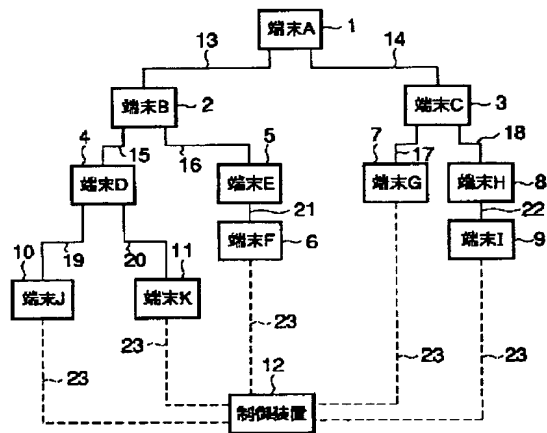 端末A 1
13 14
端末B 2
端末C 3
4 15 16 5 7 17 18
端末D
端末E
端末G
端末H 8
21 22
端末F 6
端末I 9
10 19 20 11
端末J
端末K
23 23 23 23 23
12
制御装置